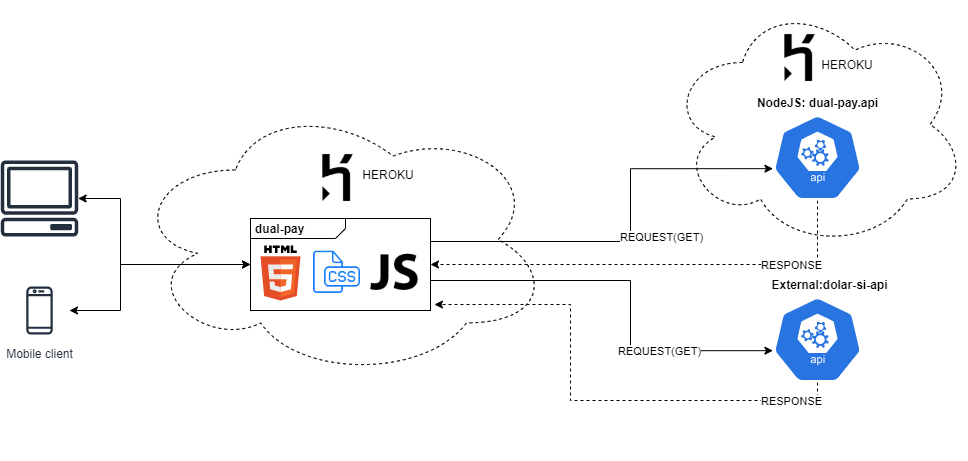 HEROKU
NodeJS: dual-pay.api
api
HEROKU
dual-pay
HTML
5
CSS
JS
REQUEST(GET)
RESPONSE
External:dolar-si-api
api
REQUEST(GET)
RESPONSE
Mobile client